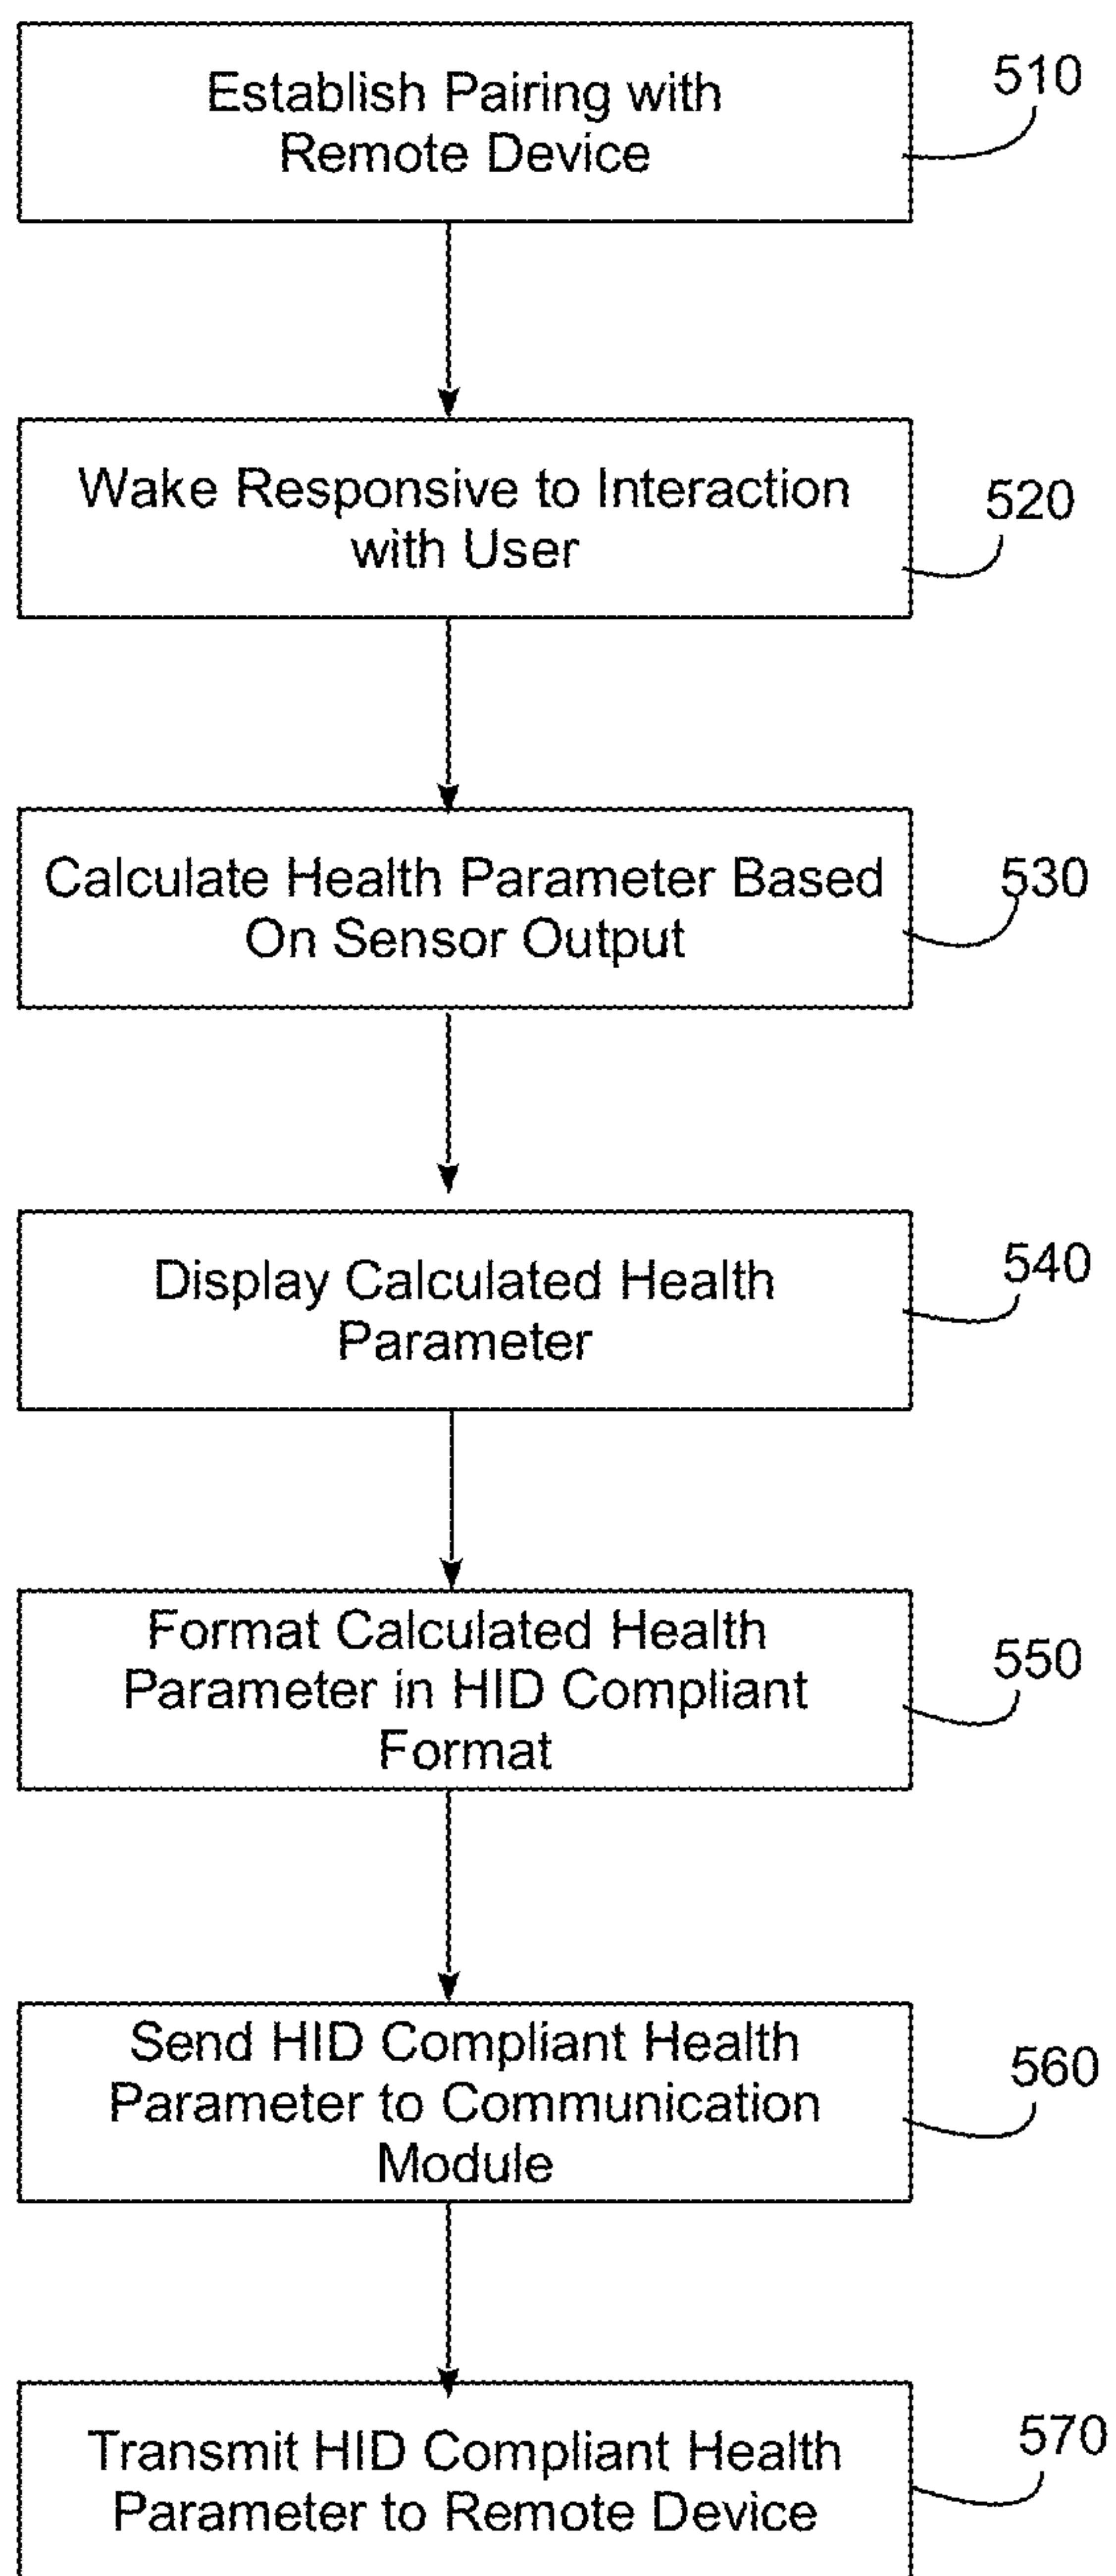 Establish Pairing with
Remote Device
510
Wake Responsive to Interaction
with User
520
Calculate Health Parameter Based
On Sensor Output
530
Display Calculated Health
Parameter
540
Format Calculated Health
Parameter in HID Compliant
Format
550
Send HID Compliant Health
Parameter to Communication
Module
560
Transmit HID Compliant Health
Parameter to Remote Device
570